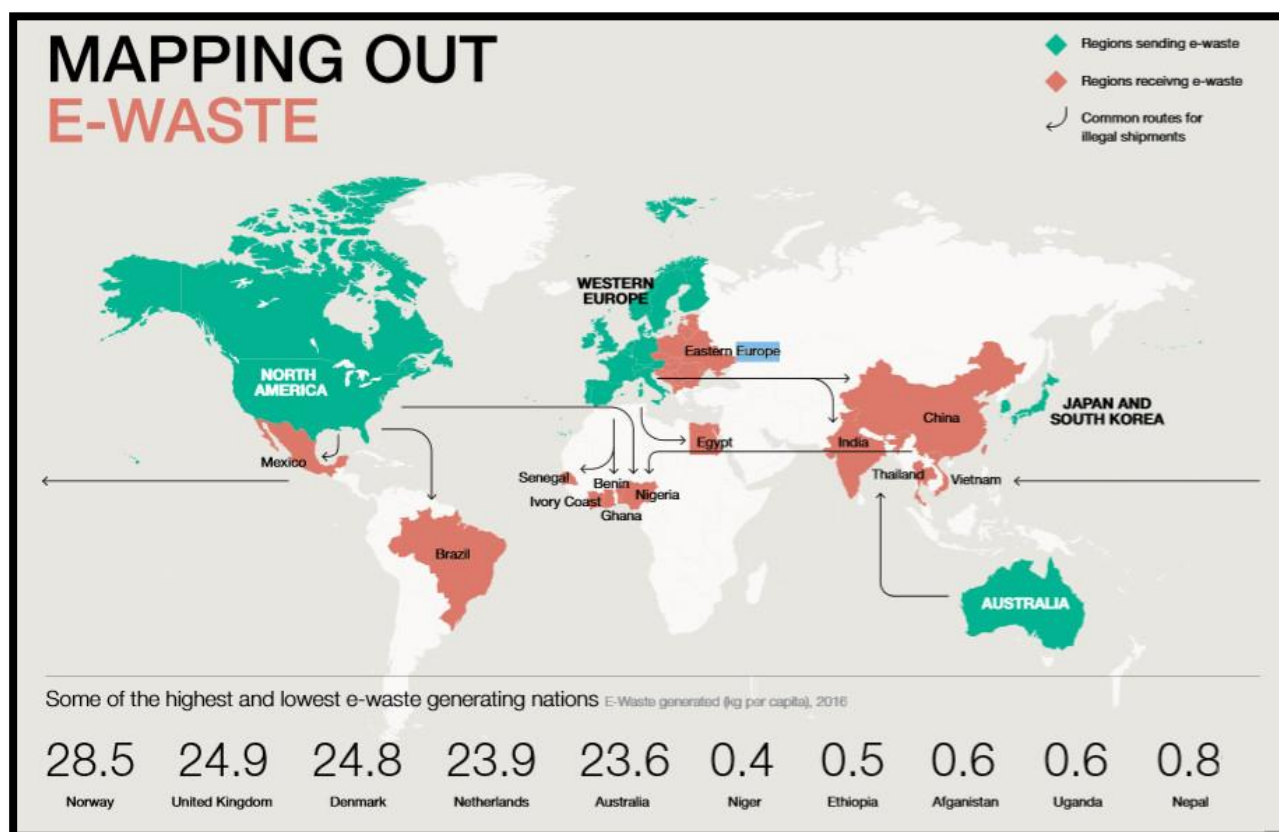 MAPPING OUT
E-WASTE
Regions sending e-waste
Regions receivng e-waste
Common routes for
illegal shipments
WESTERN
EUROPE
Eastern Europe
NORTH
AMERICA
JAPAN AND
SOUTH KOREA
China
Mexico
Egypt
India
Senegal
Benin
Nigeria
Thailand
Vietnam
Ivory Coast
Ghana
Brazil
AUSTRALIA
Some of the highest and lowest e-waste generating nations E-Waste generated (kg per capita), 2016
28.5 24.9 24.8 23.9 23.6 0.4 0.5 0.6 0.6 0.8
Norway United Kingdom Denmark Netherlands Australia Niger Ethiopia Afganistan Uganda Nepal